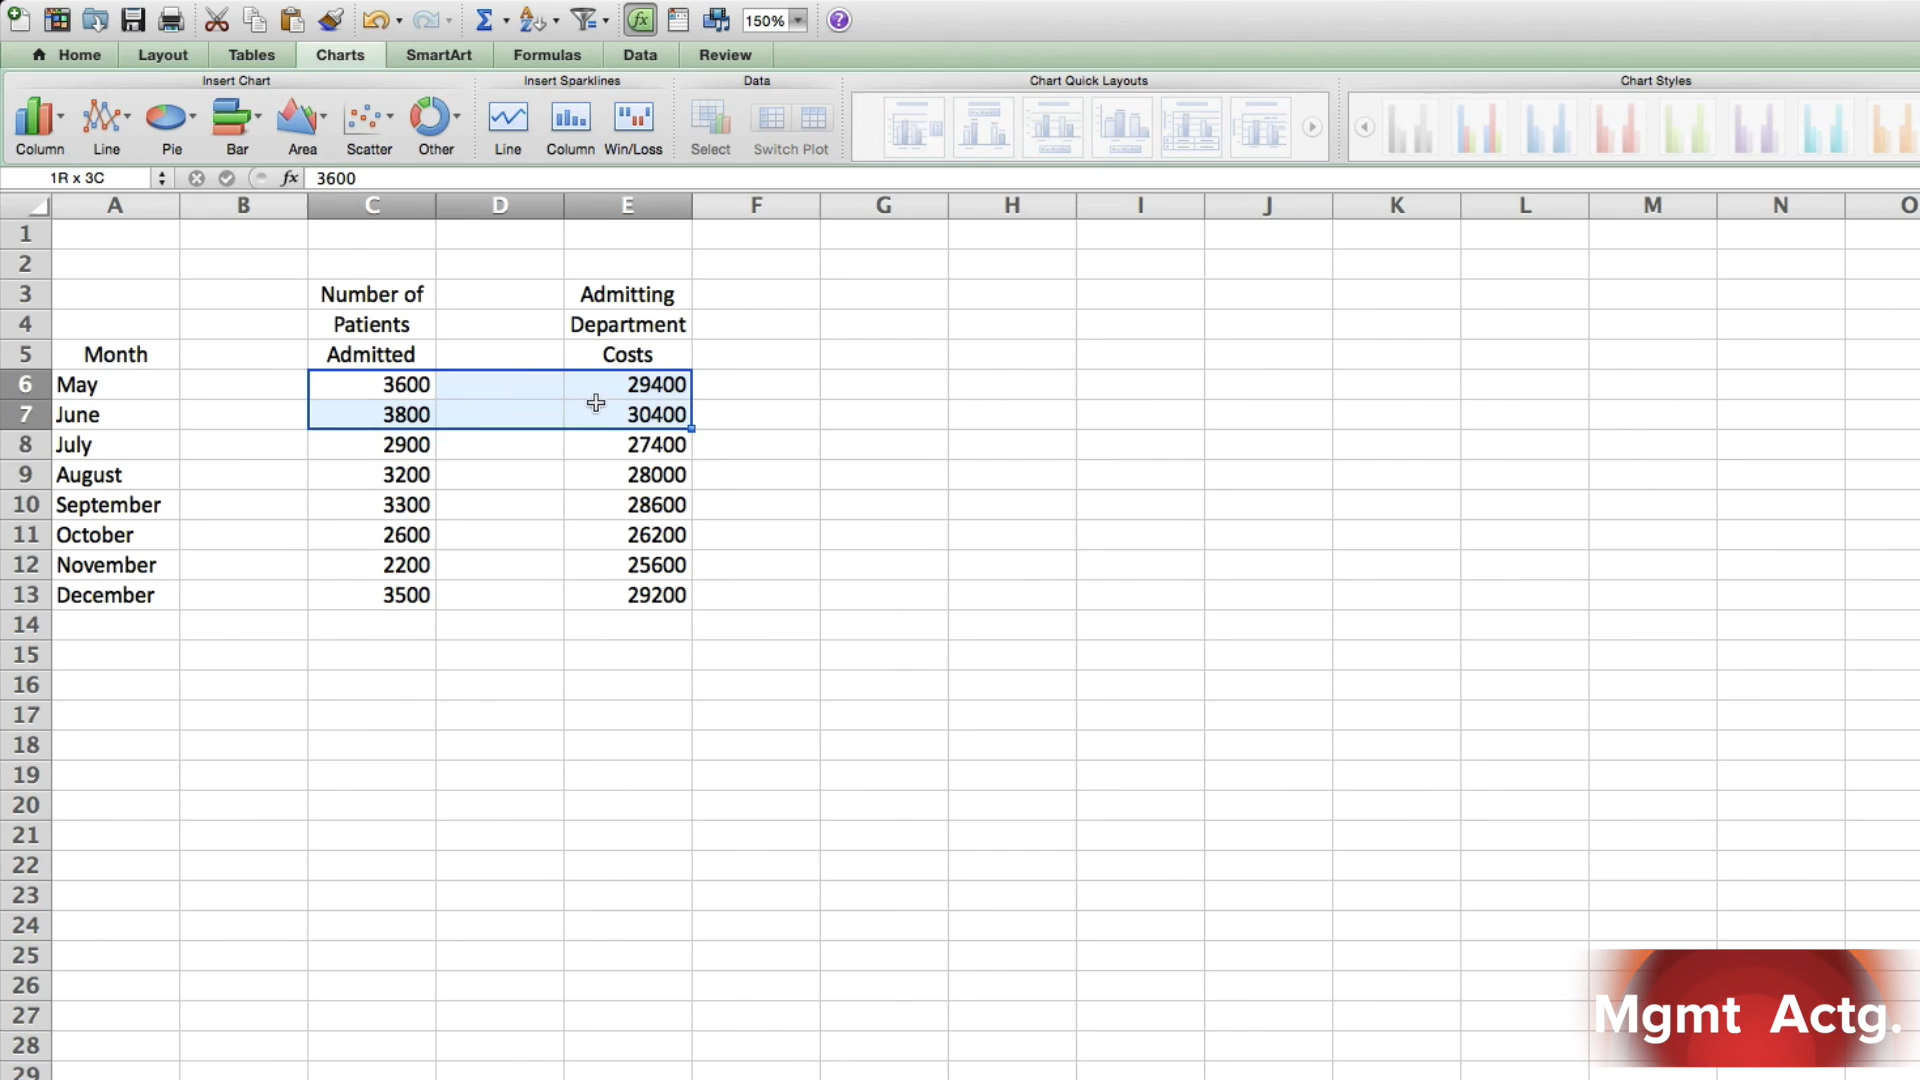 150%
?
Home Layout Tables Charts SmartArt Formulas Data Review
Insert Chart Insert Sparklines Data Chart Quick Layouts Chart Styles
Column Line Pie Bar Area Scatter Other Line Column Win/Loss Select Switch Plot
1R x 3C fx 3600
A B C D E F G H I J K L M N O
1
2
3 Number of Admitting
4 Patients Department
5 Month Admitted Costs
6 May 3600 29400
7 June 3800 30400
8 July 2900 27400
9 August 3200 28000
10 September 3300 28600
11 October 2600 26200
12 November 2200 25600
13 December 3500 29200
14
15
16
17
18
19
20
21
22
23
24
25
26
27
28
29
Mgmt Actg.